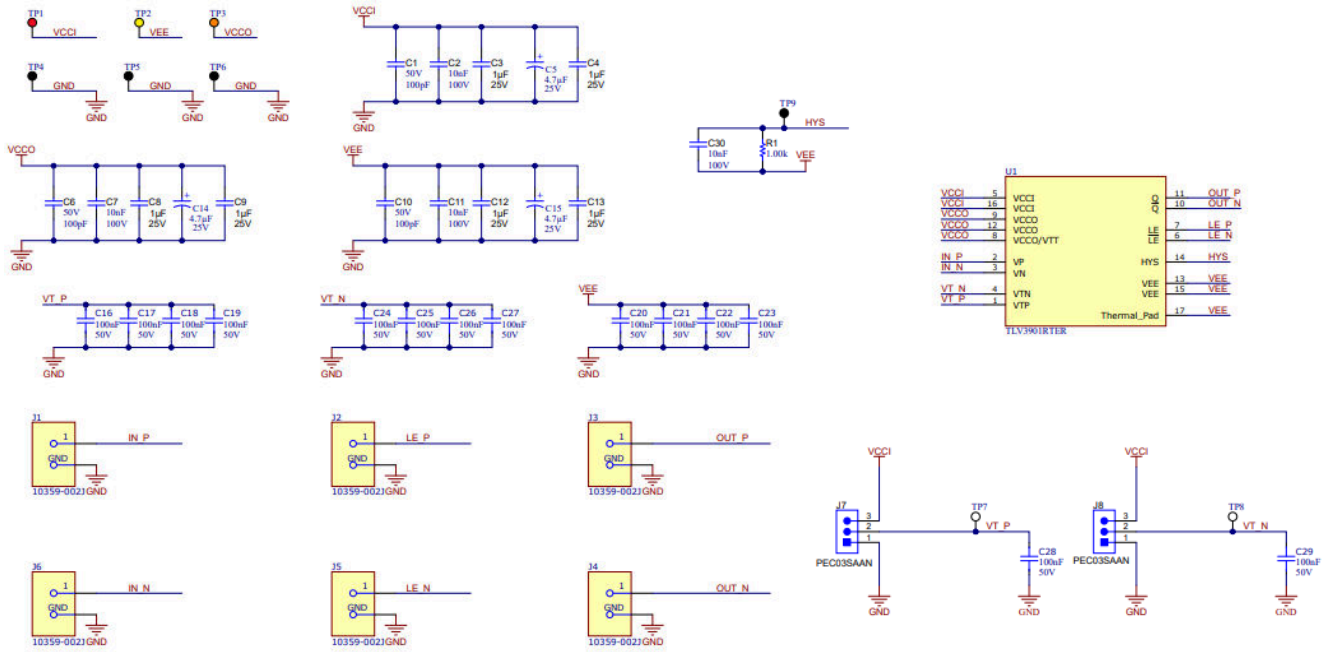 TP1
VCCI
TP2
VEE
TP3
VCCO
TP4
GND
GND
TP5
GND
GND
TP6
GND
GND
VCCI
C1
50V
100pF
C2
10nF
100V
C3
1µF
25V
C5
4.7µF
25V
C4
1µF
25V
GND
TP9
HYS
C30
10nF
100V
R1
1.00k
VEE
VCCO
C6
50V
100pF
C7
10nF
100V
C8
1µF
25V
C14
4.7µF
25V
C9
1µF
25V
GND
VEE
C10
50V
100pF
C11
10nF
100V
C12
1µF
25V
C15
4.7µF
25V
C13
1µF
25V
GND
U1
VCCI 5 VCCI
VCCI 16 VCCI
VCCO 9 VCCO
VCCO 12 VCCO
VCCO 8 VCCO/VTT
IN_P 2 VP
IN_N 3 VN
VT_N 4 VTN
VT_P 1 VTP
Q 11 OUT_P
Q 10 OUT_N
LE 7 LE_P
LE 6 LE_N
HYS 14 HYS
VEE 13 VEE
VEE 15 VEE
Thermal_Pad 17 VEE
TLV3901RTER
VT_P
C16
100nF
50V
C17
100nF
50V
C18
100nF
50V
C19
100nF
50V
GND
VT_N
C24
100nF
50V
C25
100nF
50V
C26
100nF
50V
C27
100nF
50V
GND
VEE
C20
100nF
50V
C21
100nF
50V
C22
100nF
50V
C23
100nF
50V
GND
J1
1
IN_P
GND
10359-002J
GND
J2
1
LE_P
GND
10359-002J
GND
J3
1
OUT_P
GND
10359-002J
GND
VCCI
J7
3
2
1
PEC03SAAN
TP7
VT_P
C28
100nF
50V
GND
GND
VCCI
J8
3
2
1
PEC03SAAN
TP8
VT_N
C29
100nF
50V
GND
GND
J6
1
IN_N
GND
10359-002J
GND
J5
1
LE_N
GND
10359-002J
GND
J4
1
OUT_N
GND
10359-002J
GND